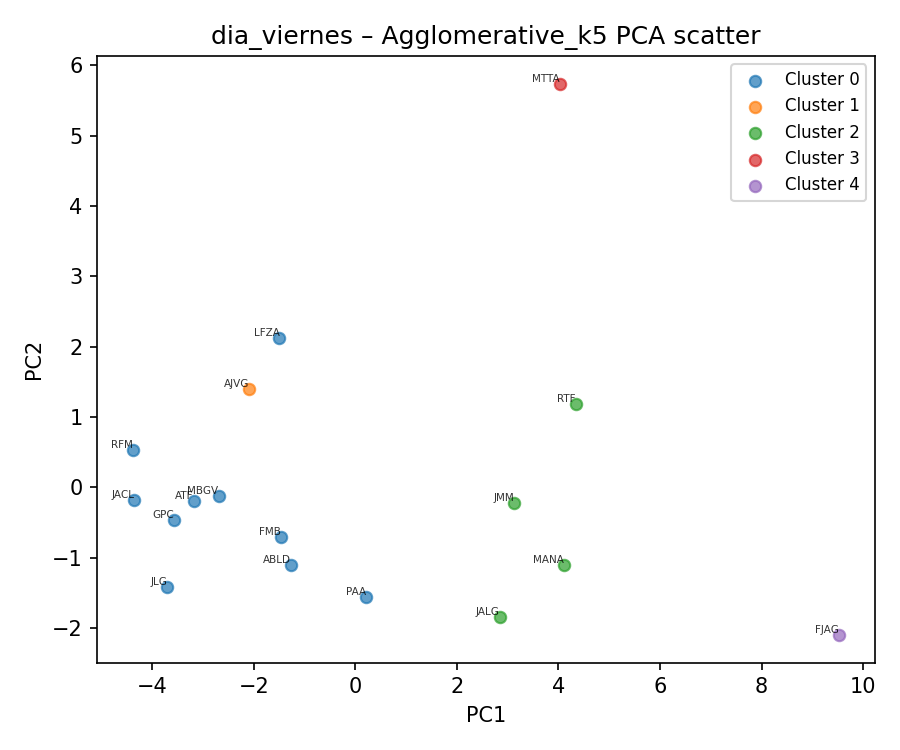 dia_viernes – Agglomerative_k5 PCA scatter
6
5
4
3
2
1
0
−1
−2
PC2
MTTA
LFZA
AJVG
RTF
RFM
JACL
ATF
MBGV
GPC
JMM
FMB
ABLD
MANA
JLG
PAA
JALG
FJAG
Cluster 0
Cluster 1
Cluster 2
Cluster 3
Cluster 4
−4 −2 0 2 4 6 8 10
PC1